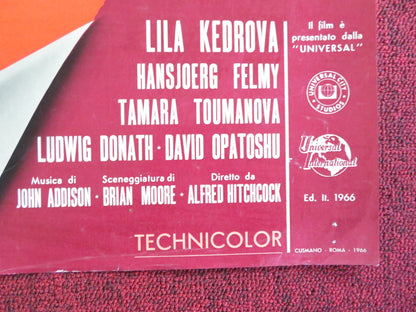 LILA KEDROVA
HANSJOERG FELMY
TAMARA TOUMANOVA
LUDWIG DONATH · DAVID OPATOSHU
Musica di Sceneggiatura di Diretto da
JOHN ADDISON · BRIAN MOORE · ALFRED HITCHCOCK
TECHNICOLOR
Il film è
presentato dalla
"UNIVERSAL"
UNIVERSAL CITY
STUDIOS
Universal
International
Ed. II. 1966
CUSMANO - ROMA - 1966